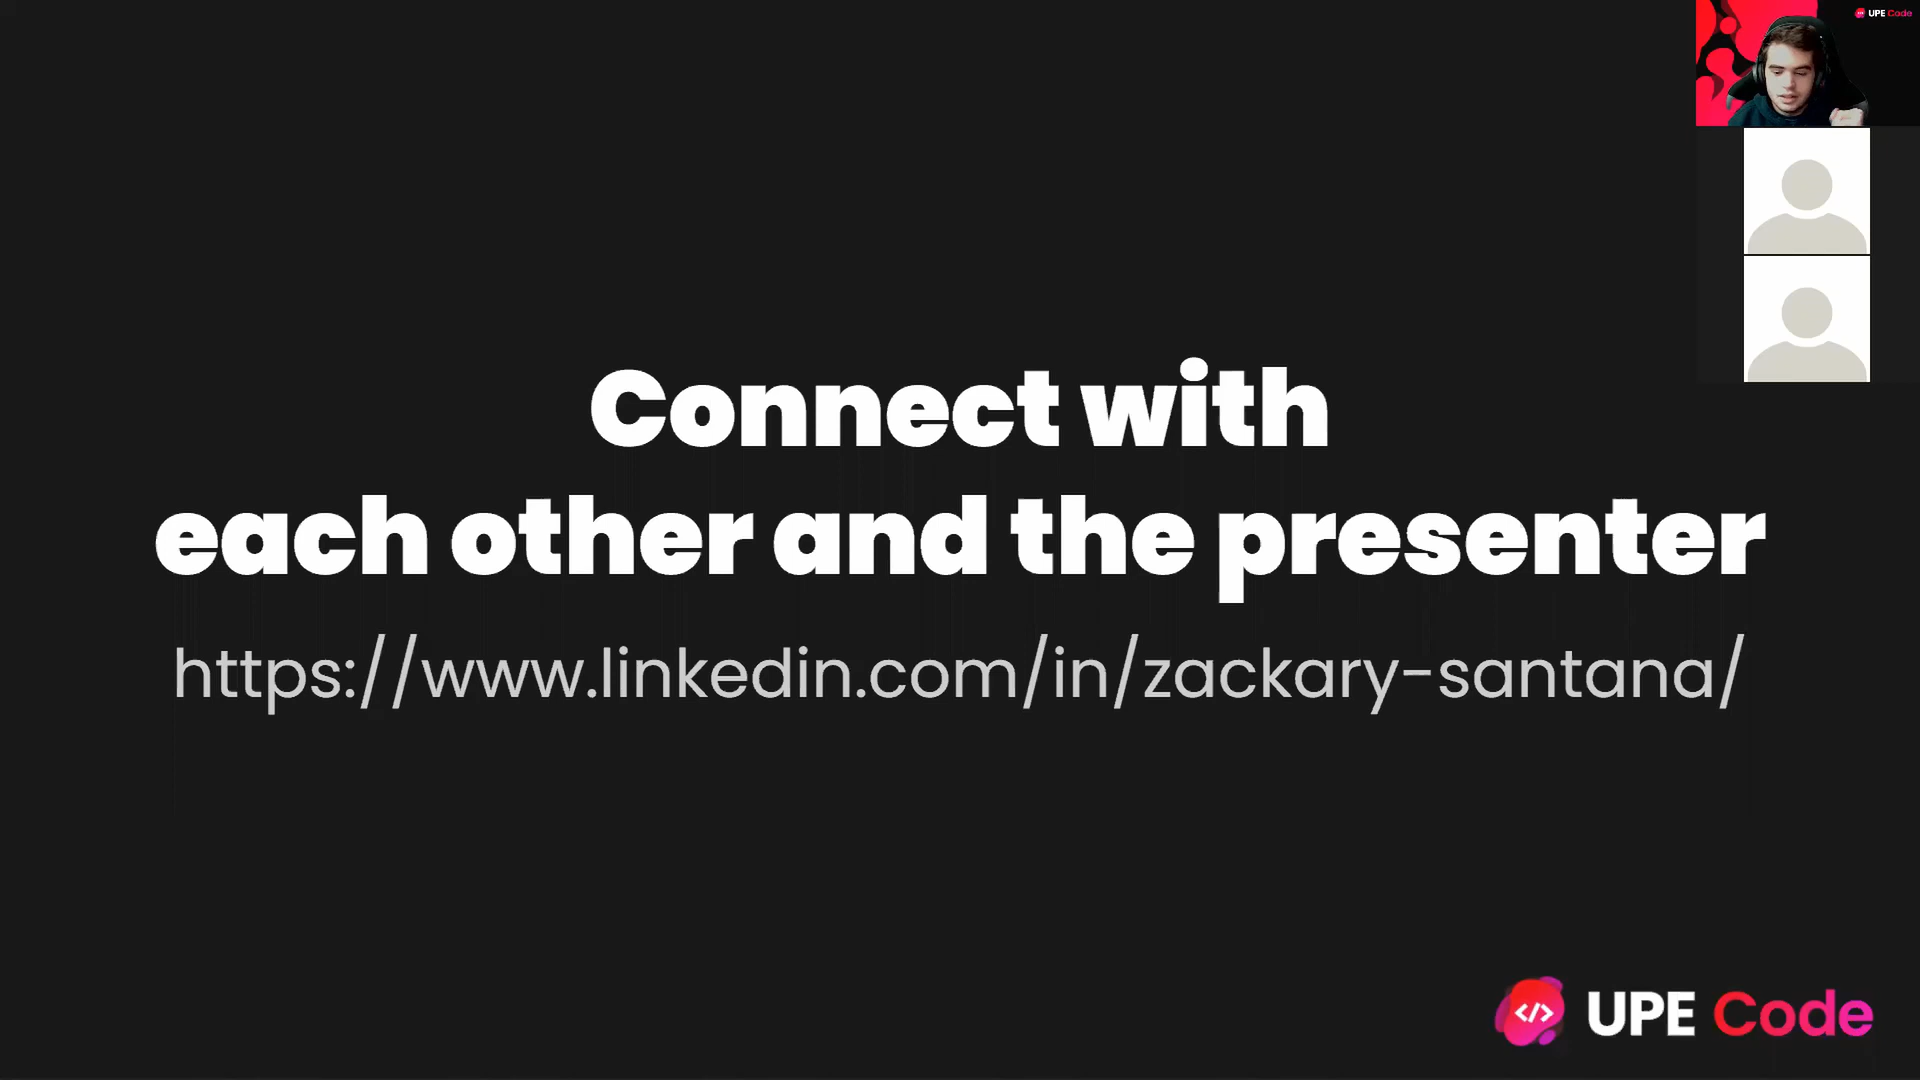 UPE Code
Connect with
each other and the presenter
https://www.linkedin.com/in/zackary-santana/
</> UPE Code